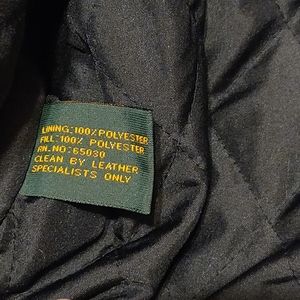 LINING:100%POLYESTER
FILL:100% POLYESTER
RN.NO:65030
CLEAN BY LEATHER
SPECIALISTS ONLY